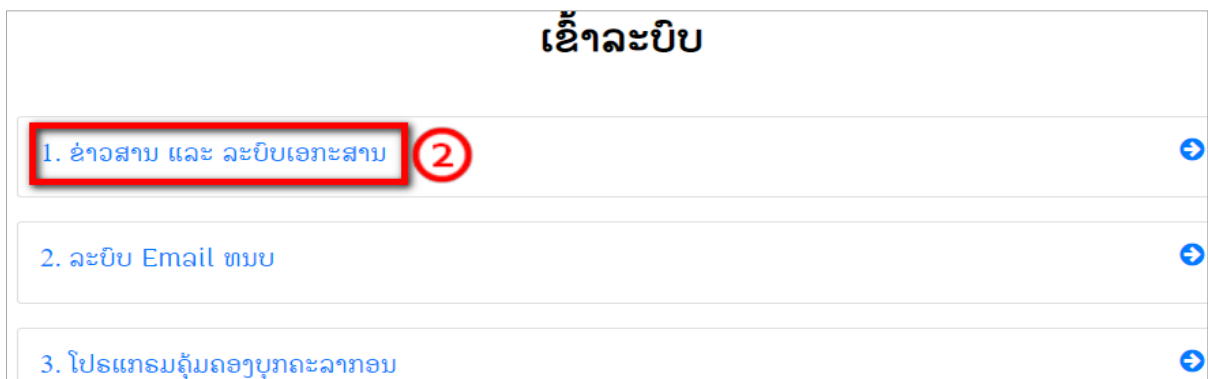 ເຂົ້າລະບົບ
1. ຂ່າວສານ ແລະ ລະບົບເອກະສານ
2
2. ລະບົບ Email ທນບ
3. ໂປຣແກຣມຄຸ້ມຄອງບຸກຄະລາກອນ